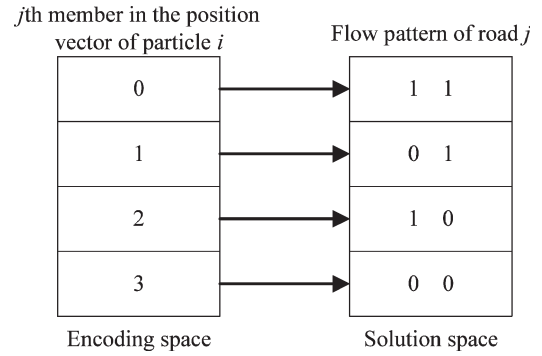 jth member in the position
vector of particle i
Flow pattern of road j
0 1 1
1 0 1
2 1 0
3 0 0
Encoding space
Solution space